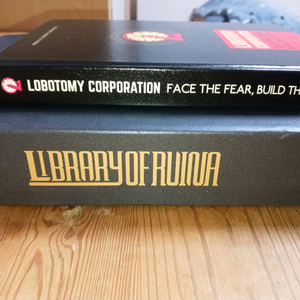 LOBOTOMY CORPORATION FACE THE FEAR, BUILD TH
LIBRARY OF RUINA